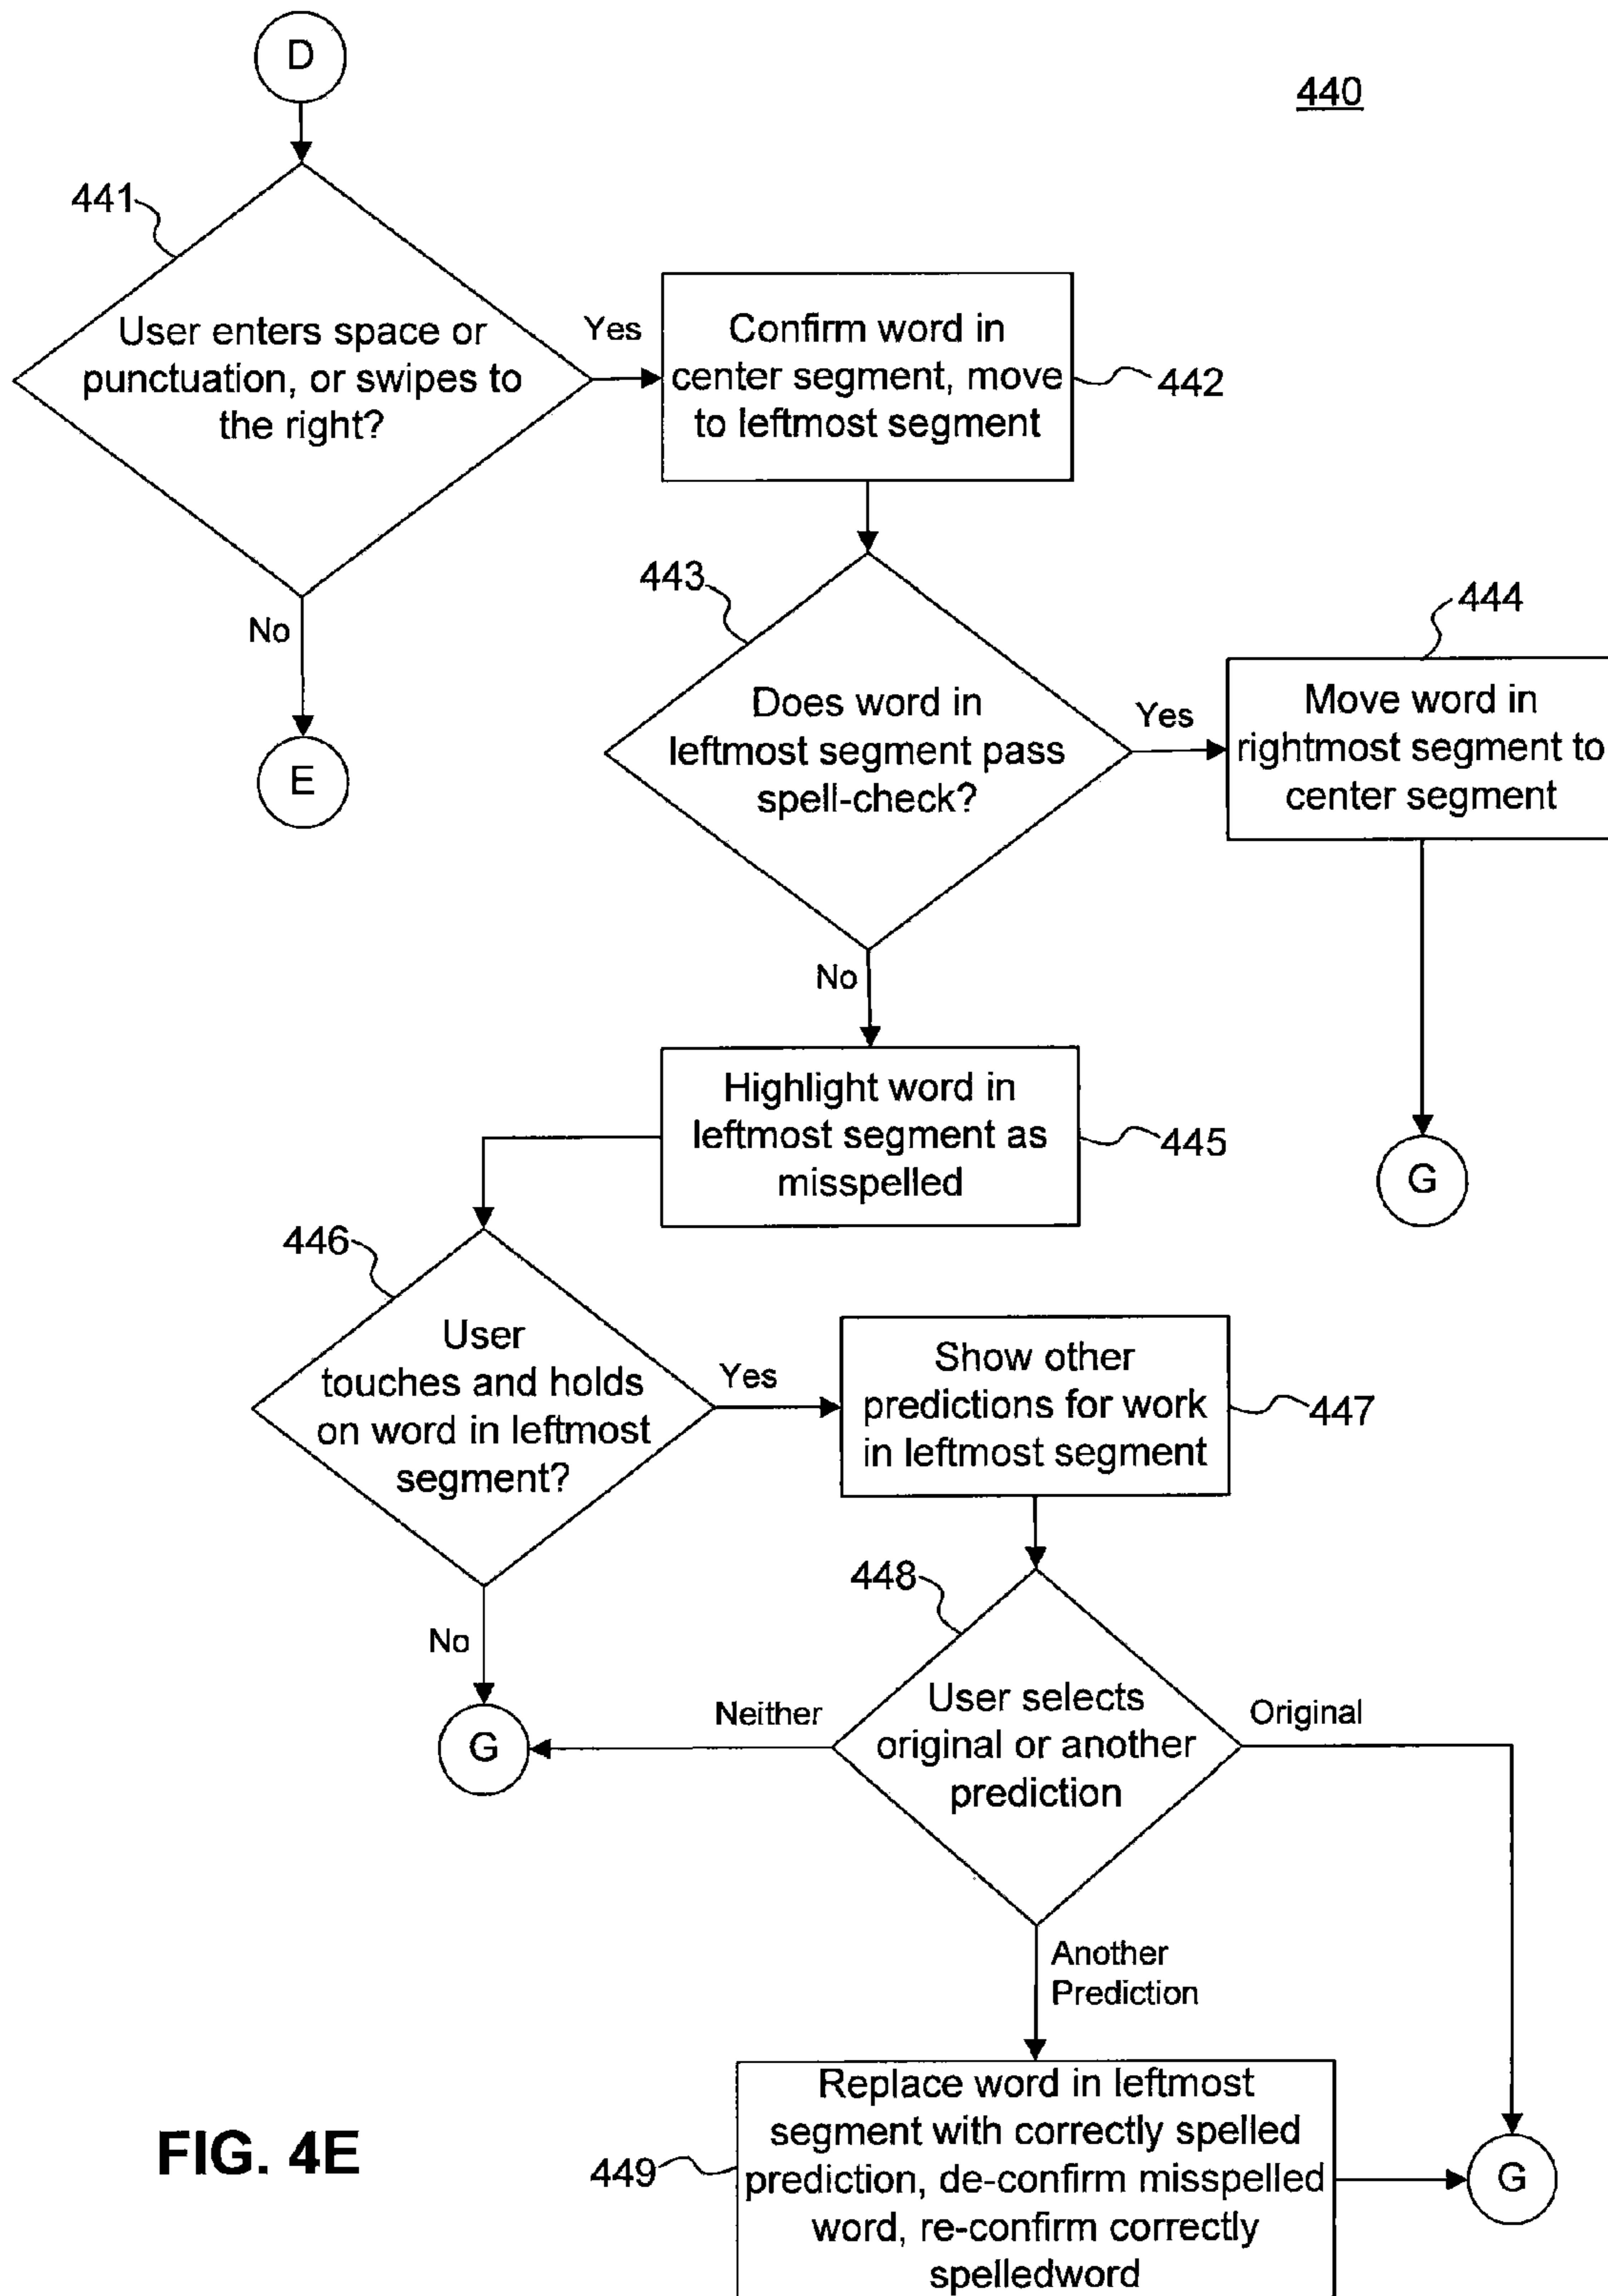 D
440
441
User enters space or
punctuation, or swipes to
the right?
Yes
Confirm word in
center segment, move
to leftmost segment
442
No
E
443
Does word in
leftmost segment pass
spell-check?
Yes
444
Move word in
rightmost segment to
center segment
G
No
Highlight word in
leftmost segment as
misspelled
445
446
User
touches and holds
on word in leftmost
segment?
Yes
Show other
predictions for work
in leftmost segment
447
No
G
448
User selects
original or another
prediction
Neither
Original
Another
Prediction
449
Replace word in leftmost
segment with correctly spelled
prediction, de-confirm misspelled
word, re-confirm correctly
spelledword
G
FIG. 4E